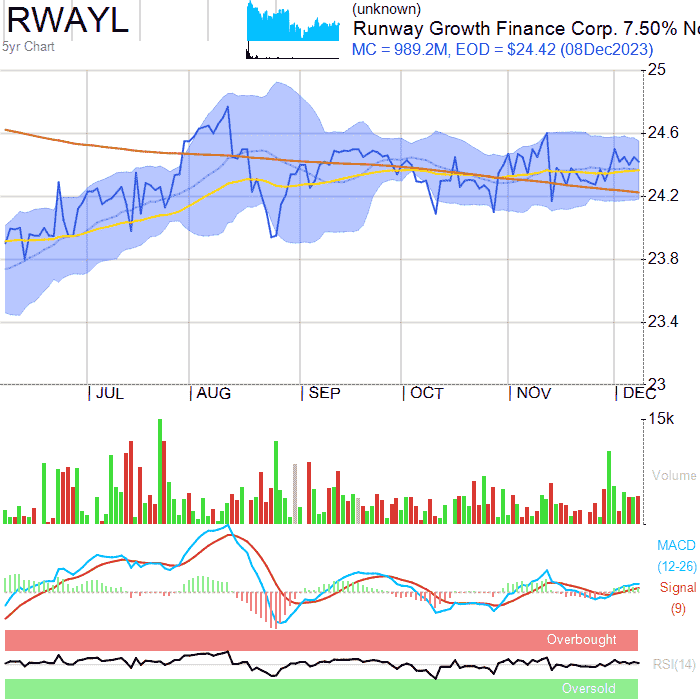 RWAYL
5yr Chart
(unknown)
Runway Growth Finance Corp. 7.50% No
MC = 989.2M, EOD = $24.42 (08Dec2023)
25
24.6
24.2
23.8
23.4
23
JUL AUG SEP OCT NOV DEC
15k
Volume
MACD
(12-26)
Signal
(9)
Overbought
RSI(14)
Oversold